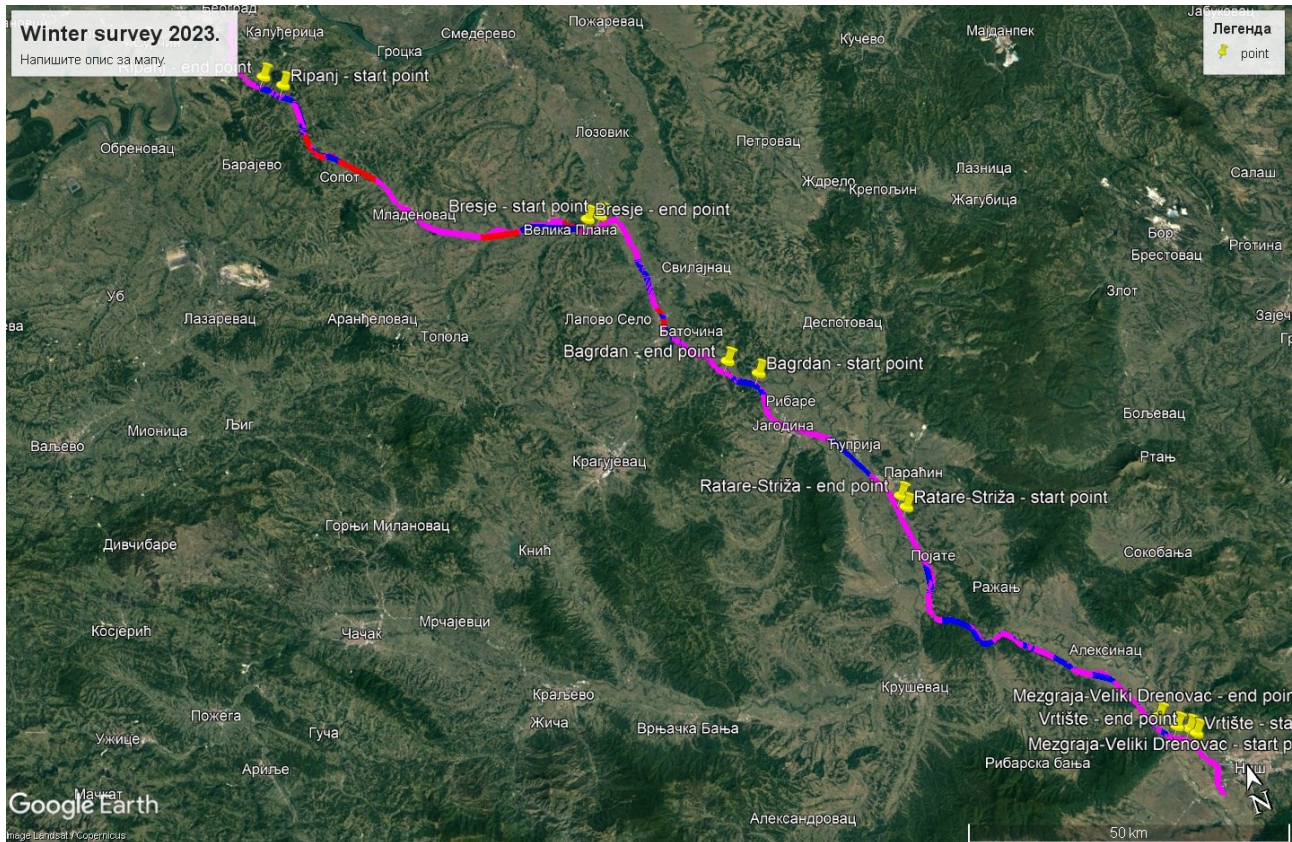 Winter survey 2023.
Напишите опис за мапу.
Легенда
point
Београд
Калуђерица
Гроцка
Смедерево
Пожаревац
Кучево
Мајданпек
Јабуковац
Ripanj - end point
Ripanj - start point
Обреновац
Барајево
Сопот
Лозовик
Петровац
Ждрело
Крепољин
Лазница
Жагубица
Салаш
Младеновац
Bresje - start point
Bresje - end point
Велика Плана
Бор
Брестовац
Рготина
Свилајнац
Злот
Уб
Лазаревац
Аранђеловац
Топола
Лапово Село
Баточина
Деспотовац
Bagrdan - end point
Bagrdan - start point
Рибаре
Јагодина
Бољевац
Ваљево
Мионица
Љиг
Крагујевац
Ћуприја
Параћин
Ртањ
Ratare-Striža - end point
Ratare-Striža - start point
Горњи Милановац
Дивчибаре
Кнић
Појате
Сокобања
Ражањ
Косјерић
Чачак
Мрчајевци
Алексинац
Крушевац
Краљево
Жича
Врњачка Бања
Mezgraja-Veliki Drenovac - end poin
Vrtište - end point
Vrtište - sta
Mezgraja-Veliki Drenovac - start p
Пожега
Гуча
Ужице
Ариље
Рибарска бања
Ниш
Мачкат
Александровац
Google Earth
Image Landsat / Copernicus
N
50 km